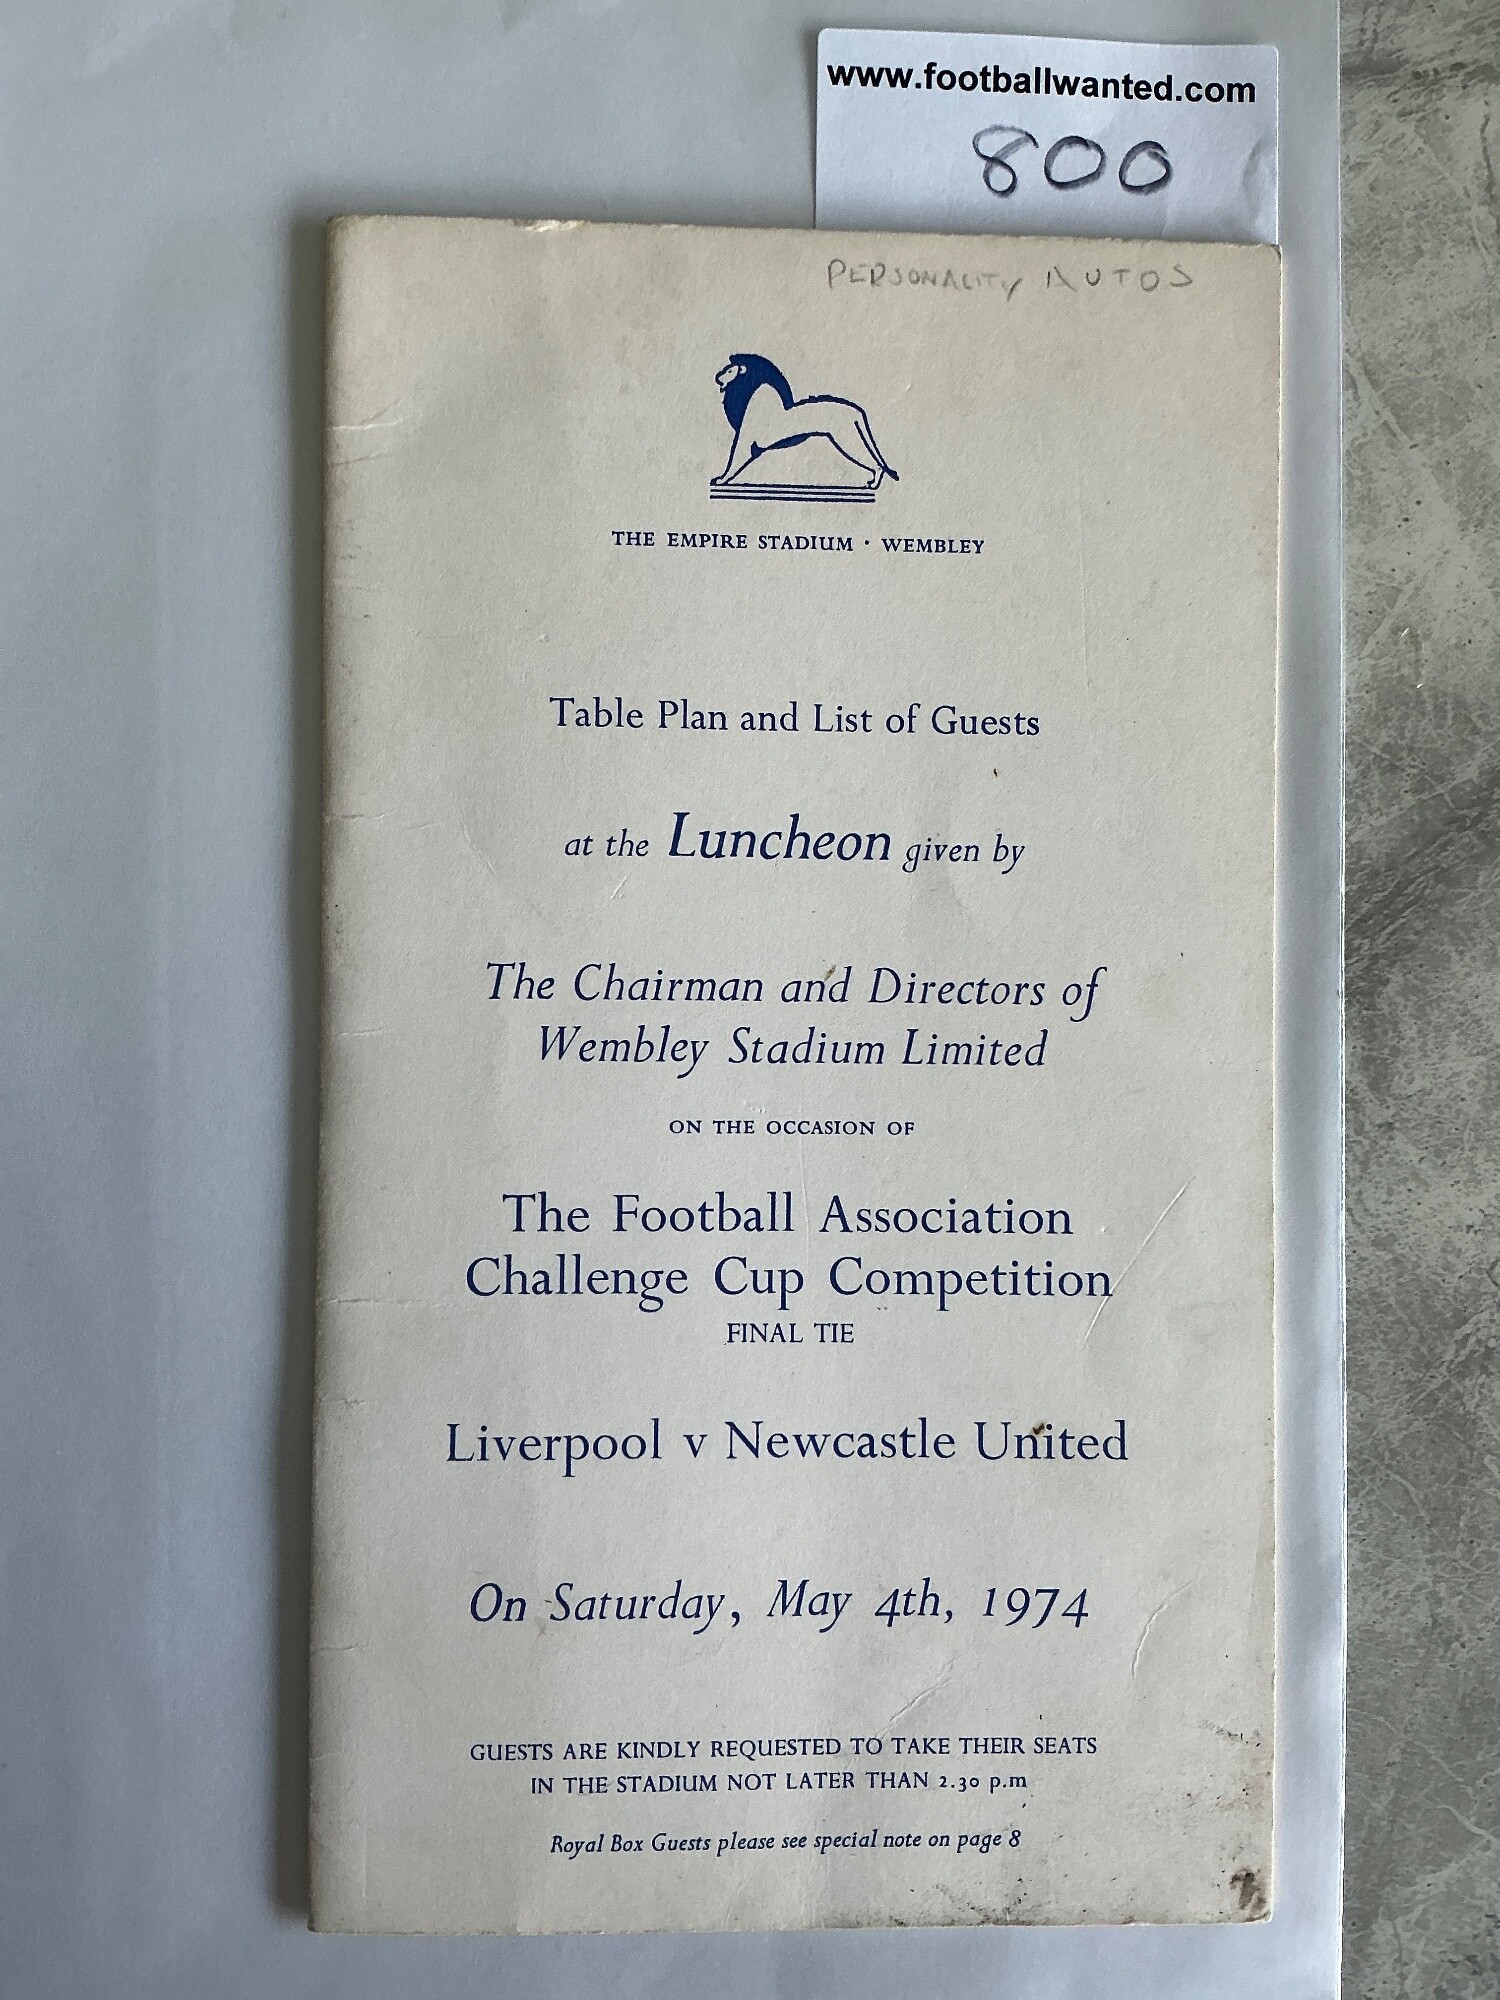 www.footballwanted.com
800
PERSONALITY AUTOS
THE EMPIRE STADIUM · WEMBLEY
Table Plan and List of Guests
at the Luncheon given by
The Chairman and Directors of
Wembley Stadium Limited
ON THE OCCASION OF
The Football Association
Challenge Cup Competition
FINAL TIE
Liverpool v Newcastle United
On Saturday, May 4th, 1974
GUESTS ARE KINDLY REQUESTED TO TAKE THEIR SEATS
IN THE STADIUM NOT LATER THAN 2.30 p.m
Royal Box Guests please see special note on page 8